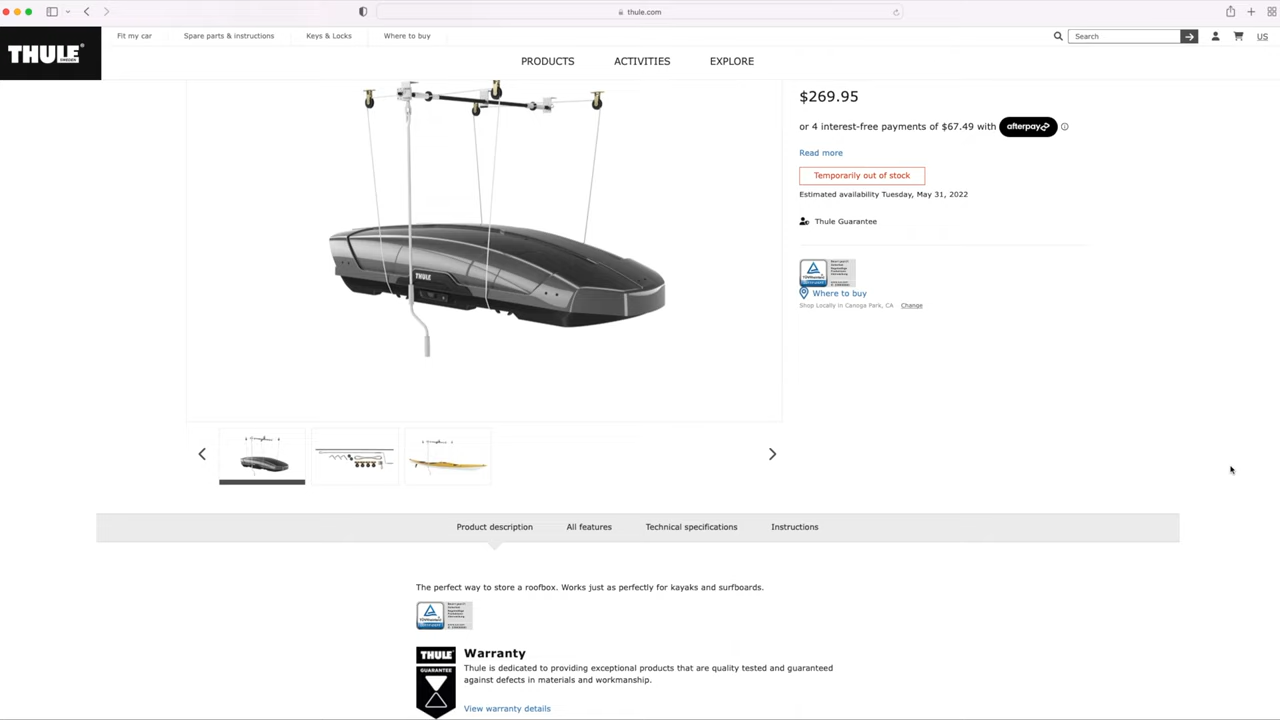 thule.com
THULE
SWEDEN
Fit my car
Spare parts & instructions
Keys & Locks
Where to buy
Search
US
PRODUCTS
ACTIVITIES
EXPLORE
$269.95
or 4 interest-free payments of $67.49 with afterpay
Read more
Temporarily out of stock
Estimated availability Tuesday, May 31, 2022
Thule Guarantee
Where to buy
Shop Locally in Canoga Park, CA Change
THULE
Product description
All features
Technical specifications
Instructions
The perfect way to store a roofbox. Works just as perfectly for kayaks and surfboards.
THULE
GUARANTEE
Warranty
Thule is dedicated to providing exceptional products that are quality tested and guaranteed
against defects in materials and workmanship.
View warranty details